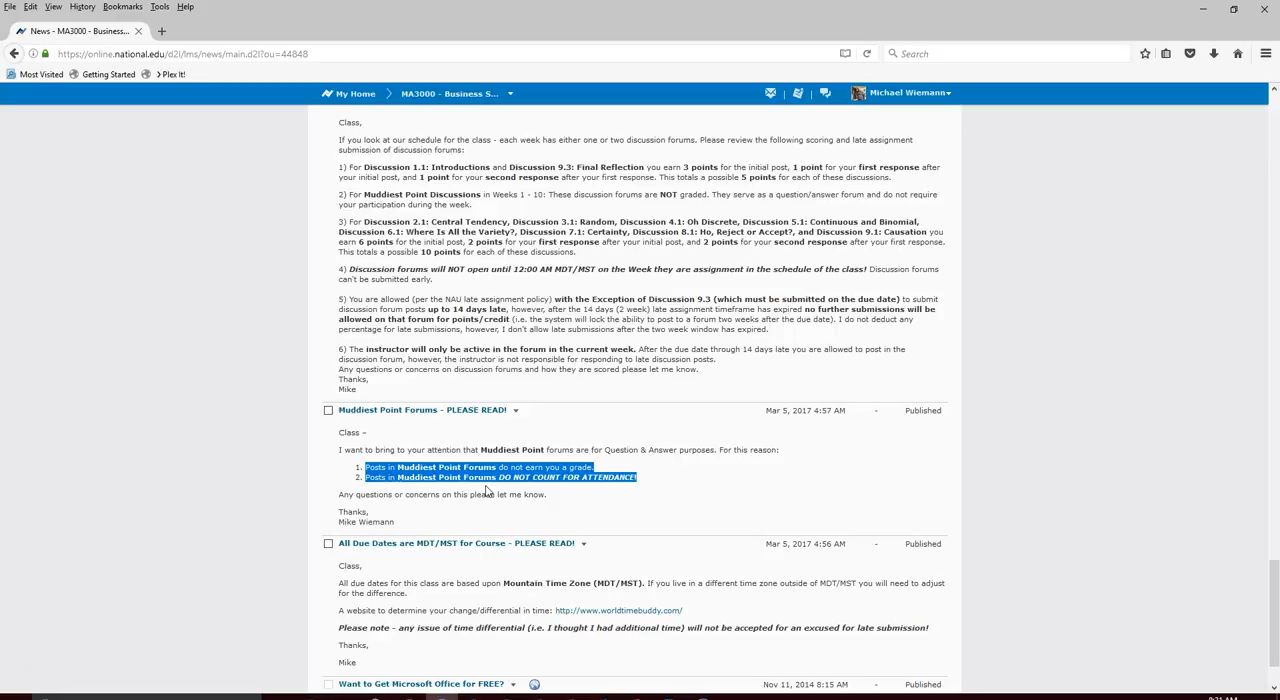 File Edit View History Bookmarks Tools Help
News - MA3000 - Business S...
https://online.national.edu/d2l/lms/news/main.d2l?ou=44848
Search
Most Visited Getting Started Plex It!
My Home MA3000 - Business S... Michael Wiemann
Class,
If you look at our schedule for the class - each week has either one or two discussion forums. Please review the following scoring and late assignment
submission of discussion forums:
1) For Discussion 1.1: Introductions and Discussion 9.3: Final Reflection you earn 3 points for the initial post, 1 point for your first response after
your initial post, and 1 point for your second response after your first response. This totals a possible 5 points for each of these discussions.
2) For Muddiest Point Discussions in Weeks 1 - 10: These discussion forums are NOT graded. They serve as a question/answer forum and do not require
your participation during the week.
3) For Discussion 2.1: Central Tendency, Discussion 3.1: Random, Discussion 4.1: Oh Discrete, Discussion 5.1: Continuous and Binomial,
Discussion 6.1: Where Is All the Variety?, Discussion 7.1: Certainty, Discussion 8.1: Ho, Reject or Accept?, and Discussion 9.1: Causation you
earn 6 points for the initial post, 2 points for your first response after your initial post, and 2 points for your second response after your first response.
This totals a possible 10 points for each of these discussions.
4) Discussion forums will NOT open until 12:00 AM MDT/MST on the Week they are assignment in the schedule of the class! Discussion forums
can't be submitted early.
5) You are allowed (per the NAU late assignment policy) with the Exception of Discussion 9.3 (which must be submitted on the due date) to submit
discussion forum posts up to 14 days late, however, after the 14 days (2 week) late assignment timeframe has expired no further submissions will be
allowed on that forum for points/credit (i.e. the system will lock the ability to post to a forum two weeks after the due date). I do not deduct any
percentage for late submissions, however, I don't allow late submissions after the two week window has expired.
6) The instructor will only be active in the forum in the current week. After the due date through 14 days late you are allowed to post in the
discussion forum, however, the instructor is not responsible for responding to late discussion posts.
Any questions or concerns on discussion forums and how they are scored please let me know.
Thanks,
Mike
Muddiest Point Forums - PLEASE READ! Mar 5, 2017 4:57 AM - Published
Class –
I want to bring to your attention that Muddiest Point forums are for Question & Answer purposes. For this reason:
1. Posts in Muddiest Point Forums do not earn you a grade.
2. Posts in Muddiest Point Forums DO NOT COUNT FOR ATTENDANCE!
Any questions or concerns on this please let me know.
Thanks,
Mike Wiemann
All Due Dates are MDT/MST for Course - PLEASE READ! Mar 5, 2017 4:56 AM - Published
Class,
All due dates for this class are based upon Mountain Time Zone (MDT/MST). If you live in a different time zone outside of MDT/MST you will need to adjust
for the difference.
A website to determine your change/differential in time: http://www.worldtimebuddy.com/
Please note - any issue of time differential (i.e. I thought I had additional time) will not be accepted for an excused for late submission!
Thanks,
Mike
Want to Get Microsoft Office for FREE? Nov 11, 2014 8:15 AM - Published